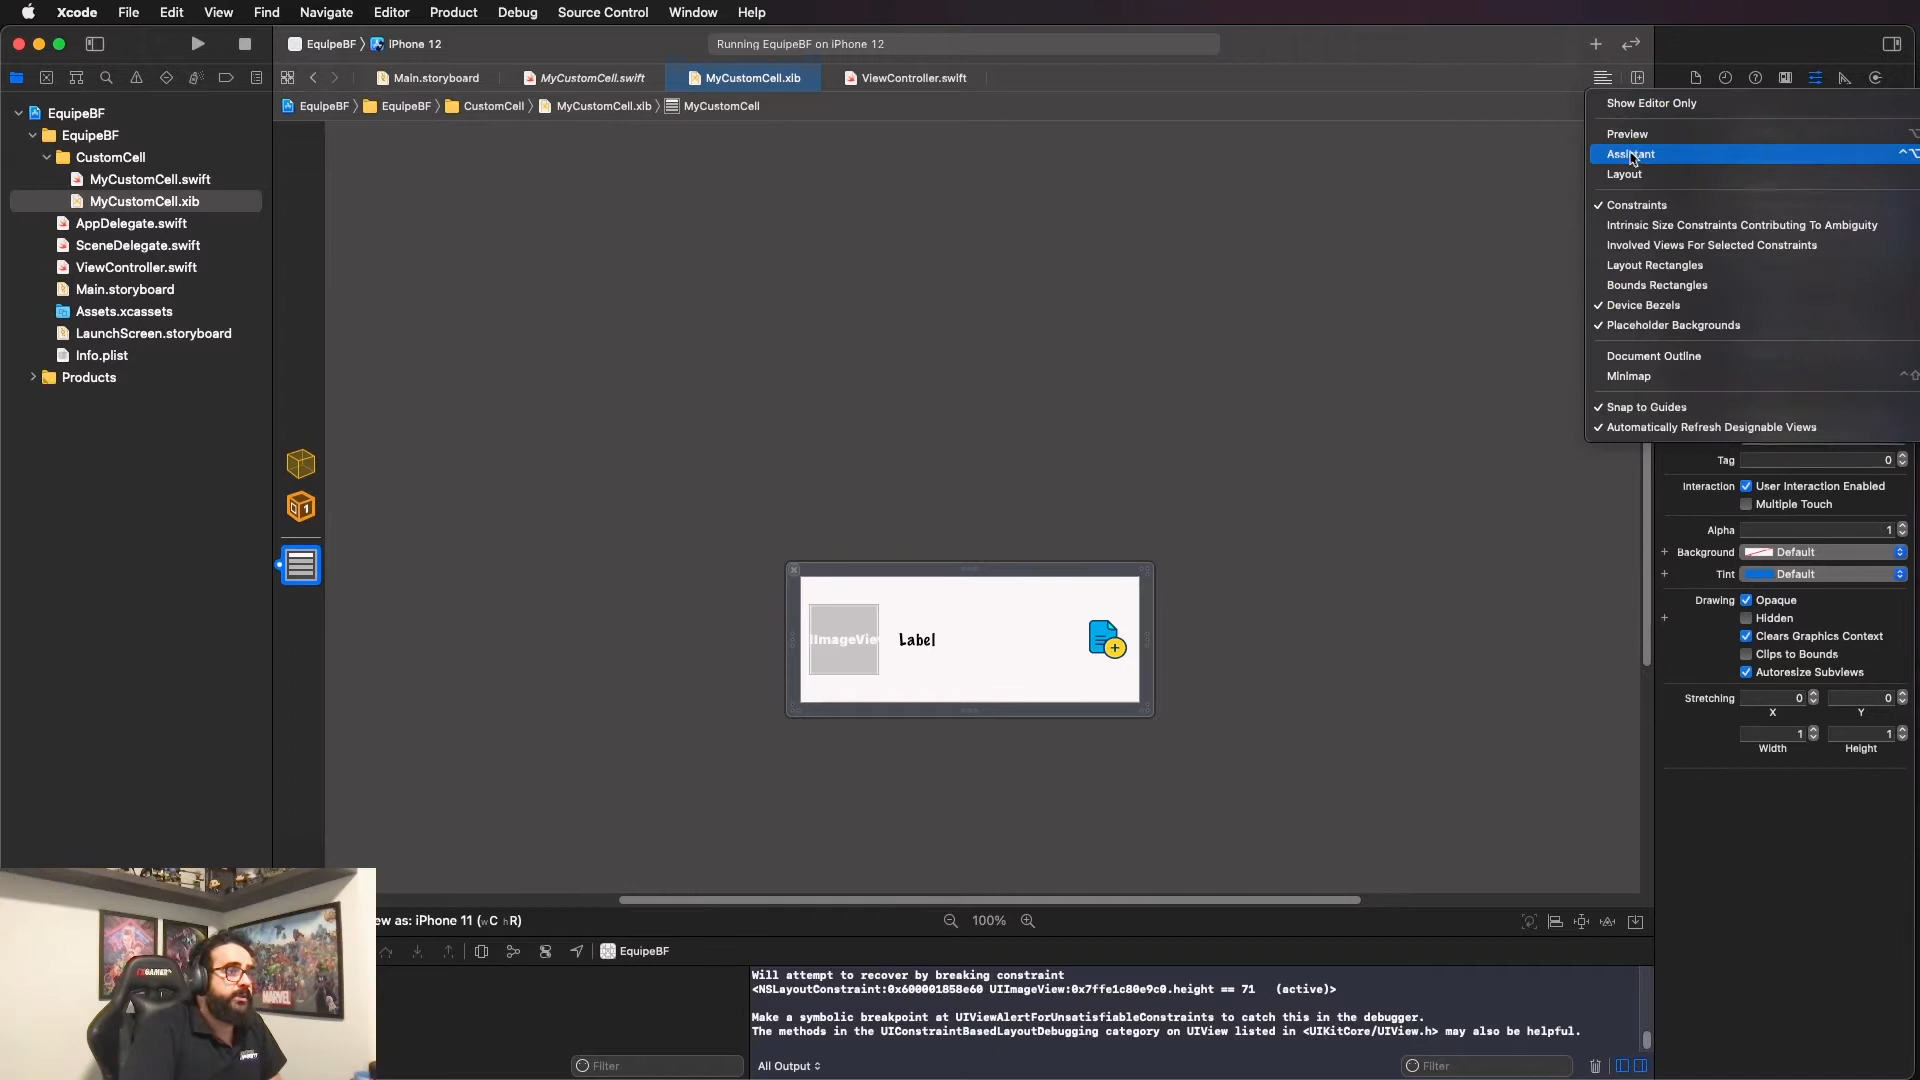 Xcode File Edit View Find Navigate Editor Product Debug Source Control Window Help
EquipeBF iPhone 12
Running EquipeBF on iPhone 12
Main.storyboard MyCustomCell.swift MyCustomCell.xib ViewController.swift
EquipeBF EquipeBF CustomCell MyCustomCell.xib MyCustomCell
EquipeBF
EquipeBF
CustomCell
MyCustomCell.swift
MyCustomCell.xib
AppDelegate.swift
SceneDelegate.swift
ViewController.swift
Main.storyboard
Assets.xcassets
LaunchScreen.storyboard
Info.plist
Products
Show Editor Only
Preview
Assistant
Layout
Constraints
Intrinsic Size Constraints Contributing To Ambiguity
Involved Views For Selected Constraints
Layout Rectangles
Bounds Rectangles
Device Bezels
Placeholder Backgrounds
Document Outline
Minimap
Snap to Guides
Automatically Refresh Designable Views
Tag 0
Interaction User Interaction Enabled
Multiple Touch
Alpha 1
Background Default
Tint Default
Drawing Opaque
Hidden
Clears Graphics Context
Clips to Bounds
Autoresize Subviews
Stretching 0 0
X Y
1 1
Width Height
IImageVie Label
ew as: iPhone 11 (wC hR)
100%
EquipeBF
Will attempt to recover by breaking constraint
<NSLayoutConstraint:0x600001858e60 UIImageView:0x7ffe1c80e9c0.height == 71 (active)>
Make a symbolic breakpoint at UIViewAlertForUnsatisfiableConstraints to catch this in the debugger.
The methods in the UIConstraintBasedLayoutDebugging category on UIView listed in <UIKitCore/UIView.h> may also be helpful.
Filter
All Output
Filter
MARVEL
FXGAMER